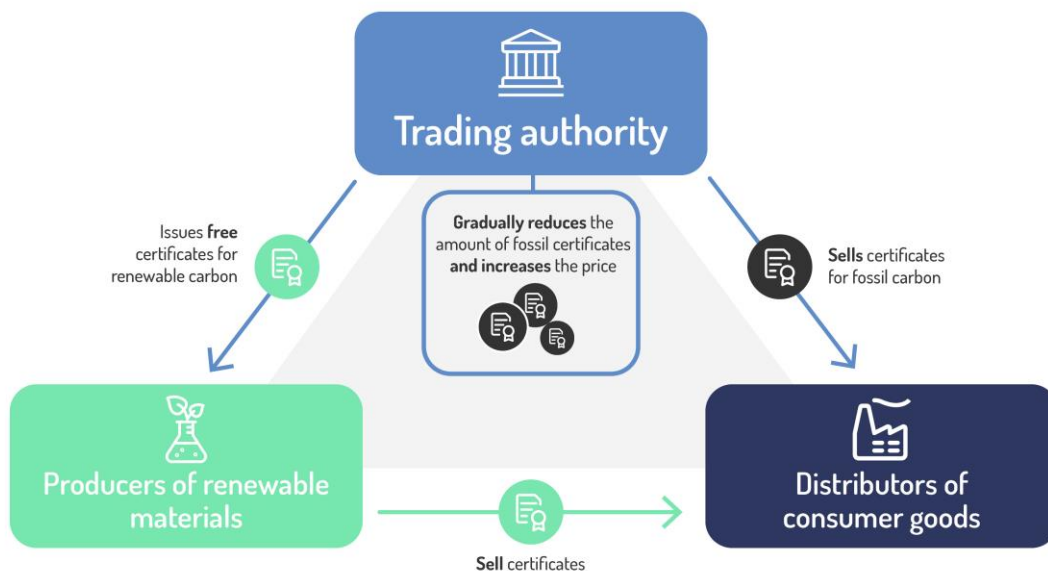 Trading authority
Issues free
certificates for
renewable carbon
Gradually reduces the
amount of fossil certificates
and increases the price
Sells certificates
for fossil carbon
Producers of renewable
materials
Sell certificates
Distributors of
consumer goods